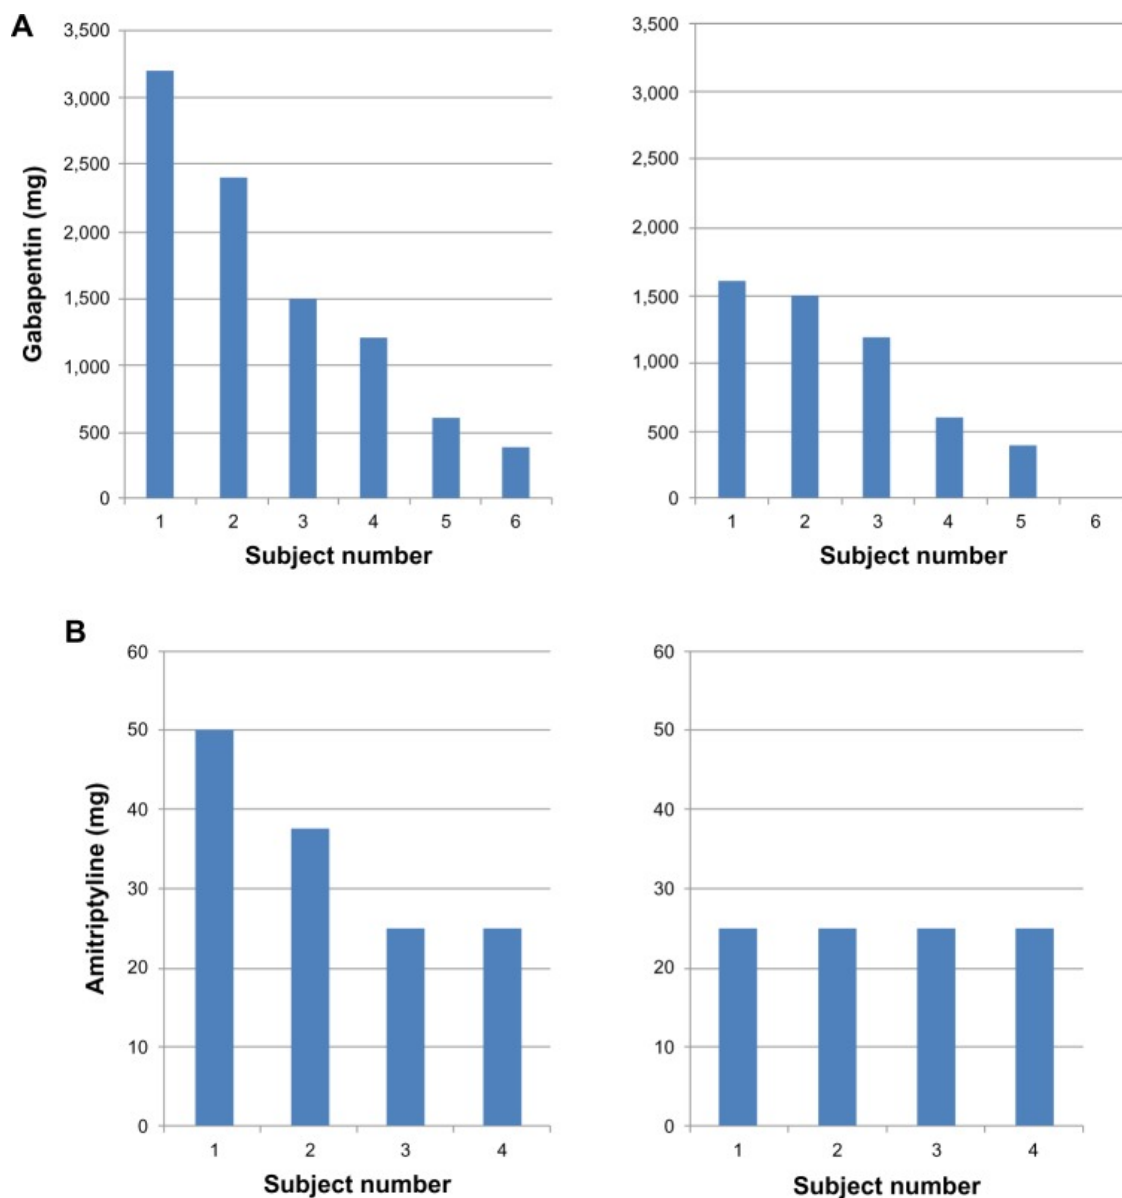 A
3,500
3,000
2,500
2,000
1,500
1,000
500
0
Gabapentin (mg)
1 2 3 4 5 6
Subject number
3,500
3,000
2,500
2,000
1,500
1,000
500
0
1 2 3 4 5 6
Subject number
B
60
50
40
30
20
10
0
Amitriptyline (mg)
1 2 3 4
Subject number
60
50
40
30
20
10
0
1 2 3 4
Subject number